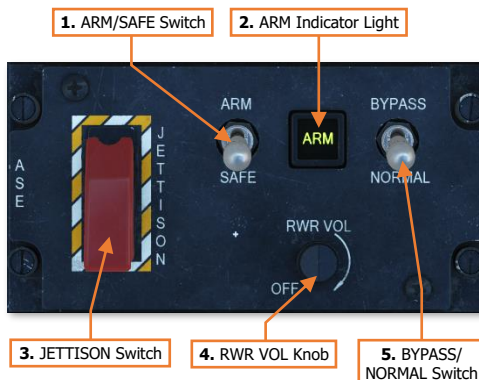 1. ARM/SAFE Switch
2. ARM Indicator Light
ARM
BYPASS
ARM
SAFE
NORMAL
JETTISON
ASE
RWR VOL
OFF
3. JETTISON Switch
4. RWR VOL Knob
5. BYPASS/
NORMAL Switch